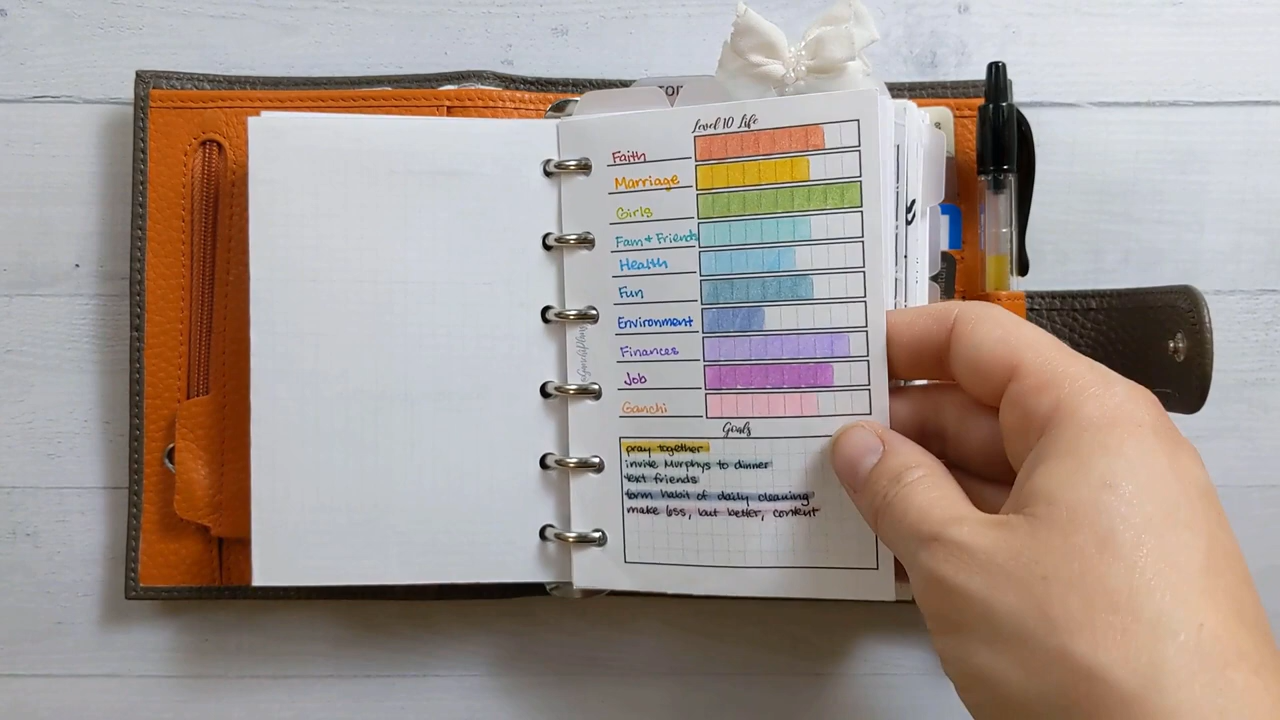 Level 10 Life
Faith
Marriage
Girls
Fam + Friends
Health
Fun
Environment
Finances
Job
Ganchi
Goals
pray together
invite Murphys to dinner
text friends
form habit of daily cleaning
make less, but better, content